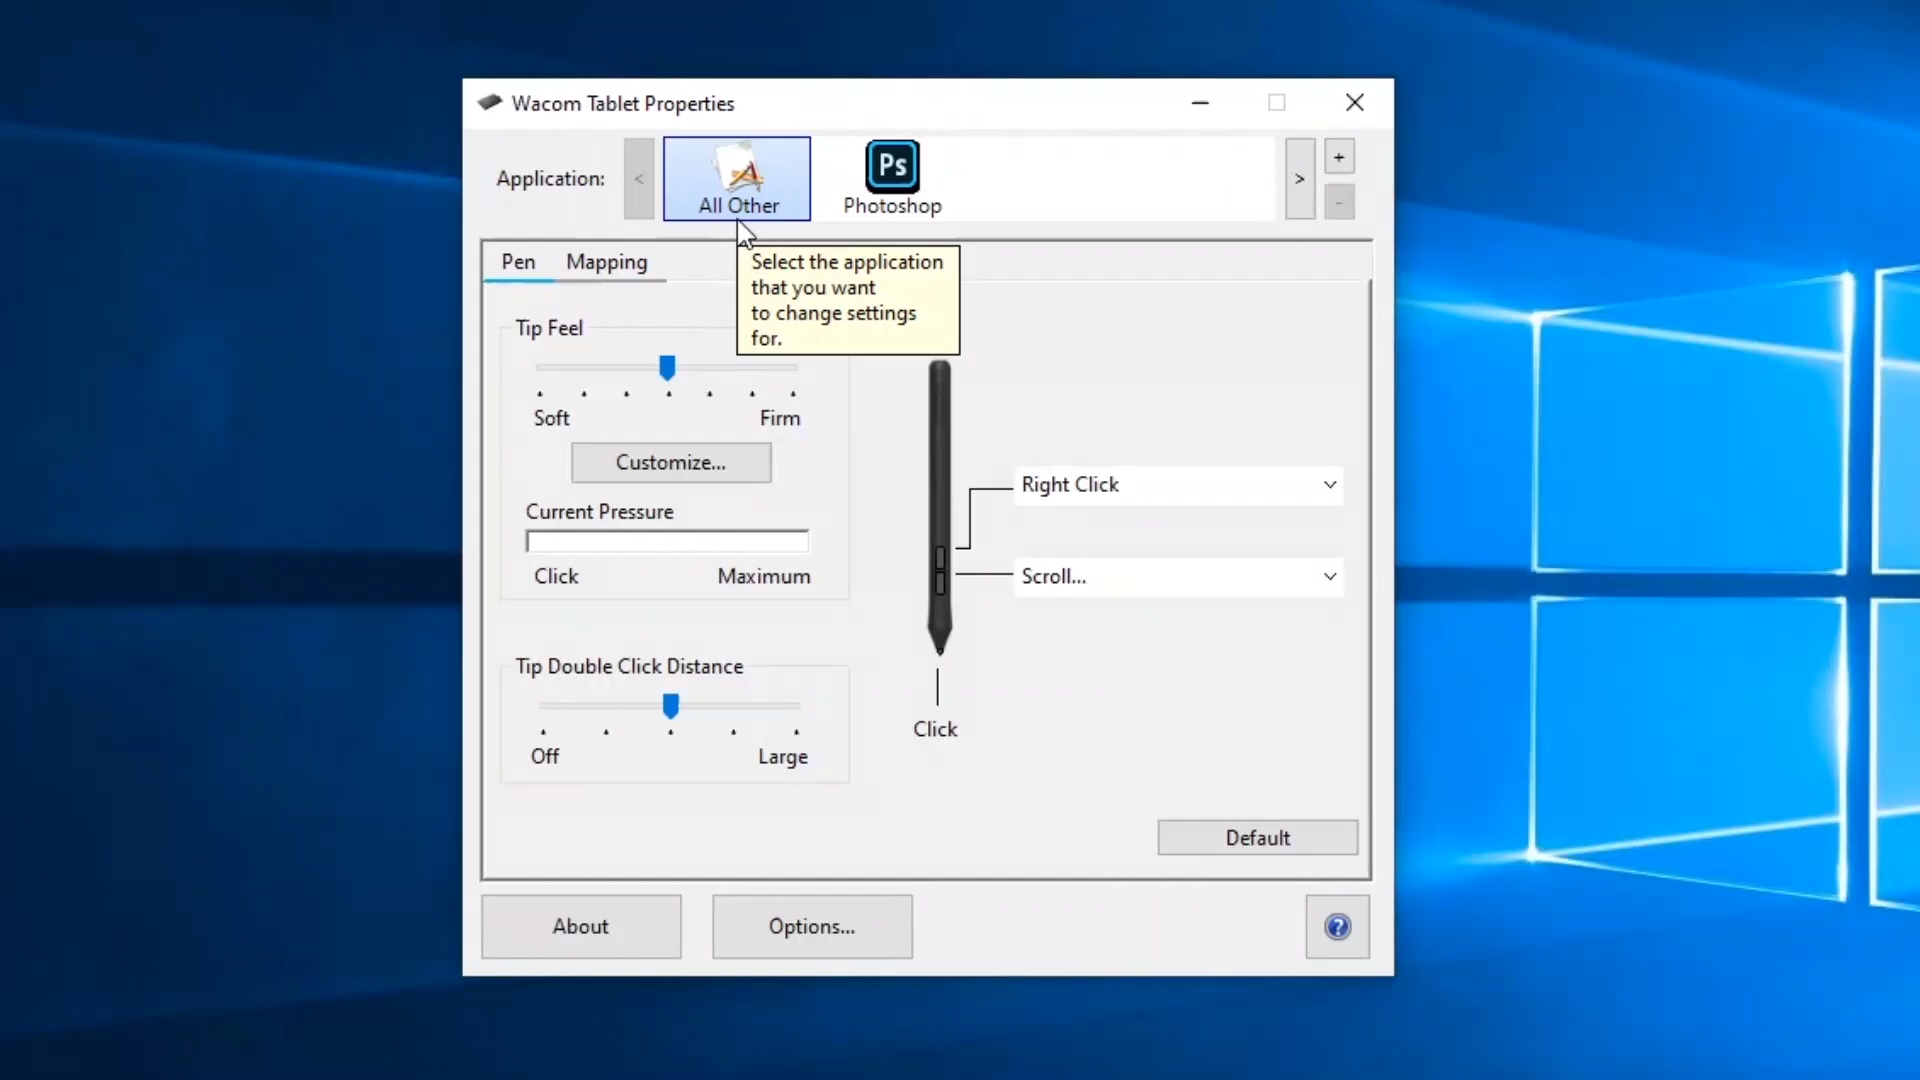 Wacom Tablet Properties
Application:
<
All Other
Ps
Photoshop
>
+
-
Pen
Mapping
Select the application
that you want
to change settings
for.
Tip Feel
Soft
Firm
Customize...
Current Pressure
Click
Maximum
Right Click
Scroll...
Tip Double Click Distance
Off
Large
Click
Default
About
Options...
?